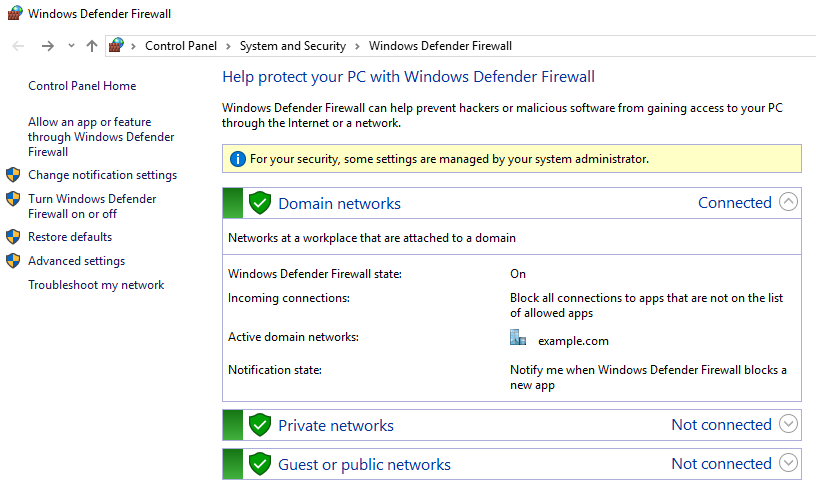 Windows Defender Firewall
Control Panel > System and Security > Windows Defender Firewall
Control Panel Home
Allow an app or feature
through Windows Defender
Firewall
Change notification settings
Turn Windows Defender
Firewall on or off
Restore defaults
Advanced settings
Troubleshoot my network
Help protect your PC with Windows Defender Firewall
Windows Defender Firewall can help prevent hackers or malicious software from gaining access to your PC
through the Internet or a network.
For your security, some settings are managed by your system administrator.
Domain networks Connected
Networks at a workplace that are attached to a domain
Windows Defender Firewall state: On
Incoming connections: Block all connections to apps that are not on the list
of allowed apps
Active domain networks: example.com
Notification state: Notify me when Windows Defender Firewall blocks a
new app
Private networks Not connected
Guest or public networks Not connected